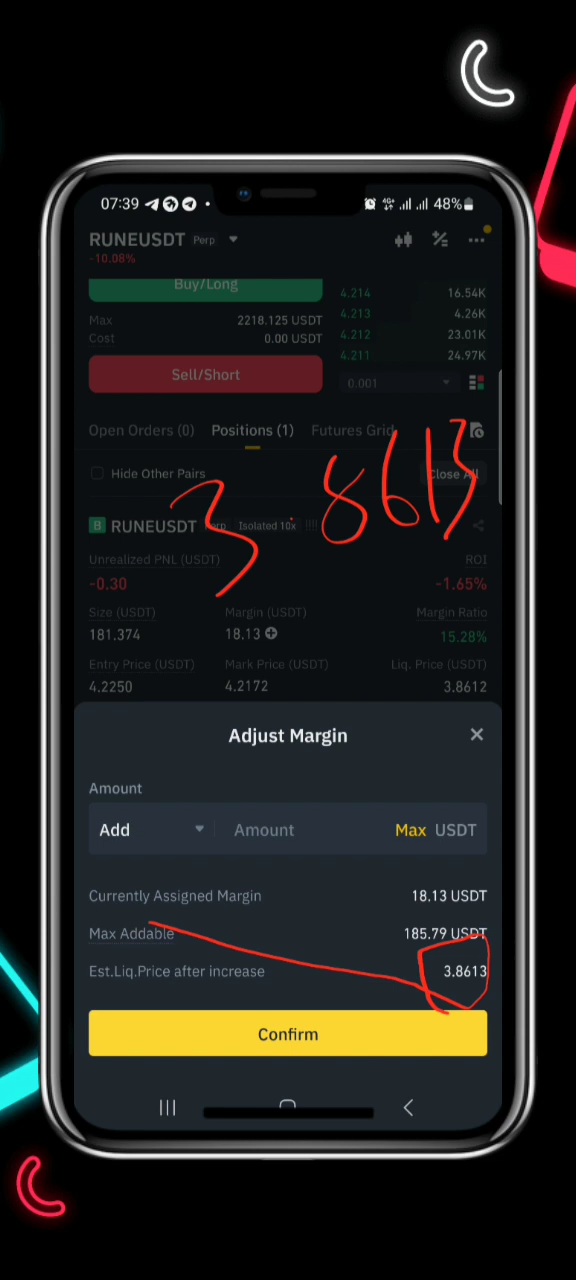 07:39 48%
RUNEUSDT Perp
-10.08%
Buy/Long
4.214 16.54K
Max 2218.125 USDT
4.213 4.26K
Cost 0.00 USDT
4.212 23.01K
4.211 24.97K
Sell/Short
0.001
Open Orders (0) Positions (1) Futures Grid
3 8613
Hide Other Pairs Close All
B RUNEUSDT Perp Isolated 10x !!!!
Unrealized PNL (USDT) ROI
-0.30 -1.65%
Size (USDT) Margin (USDT) Margin Ratio
181.374 18.13 15.28%
Entry Price (USDT) Mark Price (USDT) Liq. Price (USDT)
4.2250 4.2172 3.8612
Adjust Margin
Amount
Add Amount Max USDT
Currently Assigned Margin 18.13 USDT
Max Addable 185.79 USDT
Est.Liq.Price after increase 3.8613
Confirm